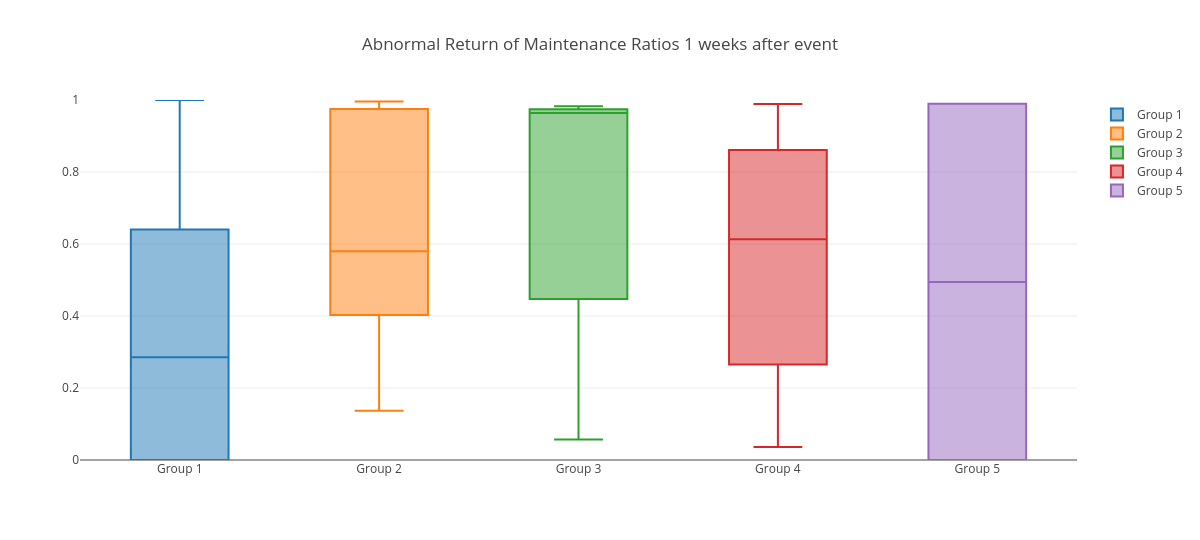 Abnormal Return of Maintenance Ratios 1 weeks after event
1
0.8
0.6
0.4
0.2
0
Group 1
Group 2
Group 3
Group 4
Group 5
Group 1
Group 2
Group 3
Group 4
Group 5